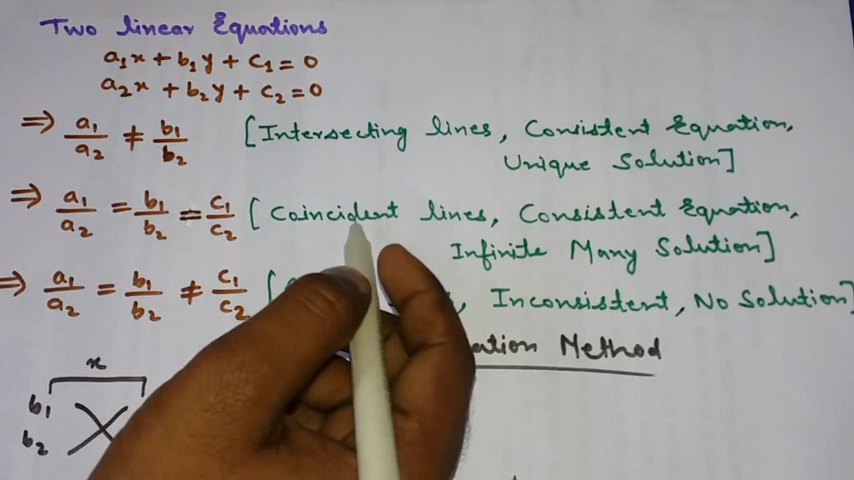 Two linear Equations
a₁x + b₁y + c₁ = 0
a₂x + b₂y + c₂ = 0
⇒ a₁/a₂ ≠ b₁/b₂ [Intersecting lines, Consistent Equation,
Unique Solution]
⇒ a₁/a₂ = b₁/b₂ = c₁/c₂ [Coincident lines, Consistent Equation,
Infinite Many Solution]
⇒ a₁/a₂ = b₁/b₂ ≠ c₁/c₂ [ , Inconsistent, No Solution]
Method
x
b₁
b₂